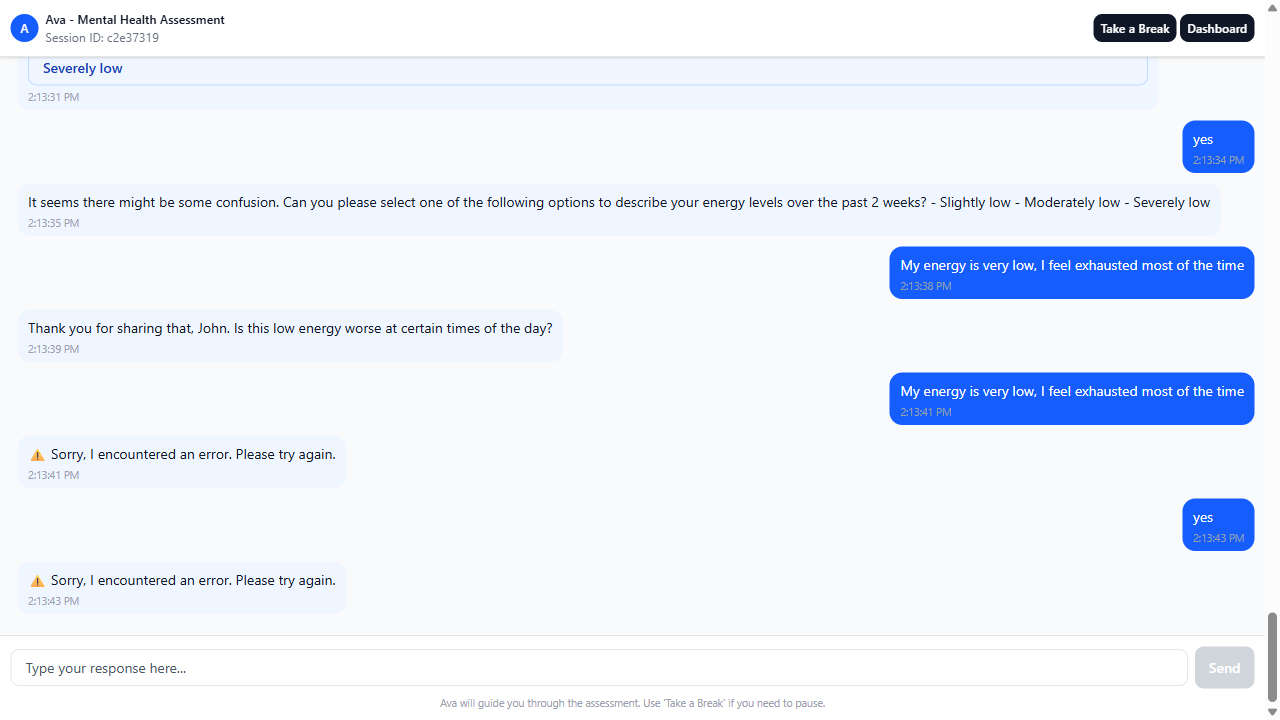 A
Ava - Mental Health Assessment
Session ID: c2e37319
Take a Break
Dashboard
Severely low
2:13:31 PM
yes
2:13:34 PM
It seems there might be some confusion. Can you please select one of the following options to describe your energy levels over the past 2 weeks? - Slightly low - Moderately low - Severely low
2:13:35 PM
My energy is very low, I feel exhausted most of the time
2:13:38 PM
Thank you for sharing that, John. Is this low energy worse at certain times of the day?
2:13:39 PM
My energy is very low, I feel exhausted most of the time
2:13:41 PM
⚠️ Sorry, I encountered an error. Please try again.
2:13:41 PM
yes
2:13:43 PM
⚠️ Sorry, I encountered an error. Please try again.
2:13:43 PM
Type your response here...
Send
Ava will guide you through the assessment. Use 'Take a Break' if you need to pause.